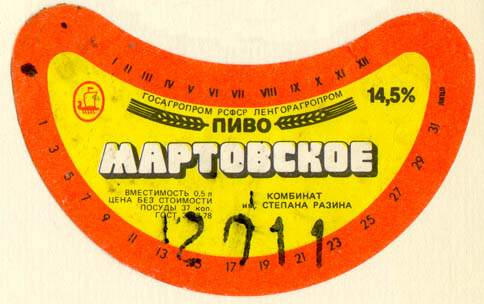 I II III IV V VI VII VIII IX X XI XII
ГОСАГРОПРОМ РСФСР ЛЕНГОРАГРОПРОМ
14,5%
ПИВО
МАРТОВСКОЕ
ВМЕСТИМОСТЬ 0,5 л
ЦЕНА БЕЗ СТОИМОСТИ
ПОСУДЫ 37 коп.
ГОСТ
КОМБИНАТ
им. СТЕПАНА РАЗИНА
1 3 5 7 9 11 13 15 17 19 21 23 25 27 29 31